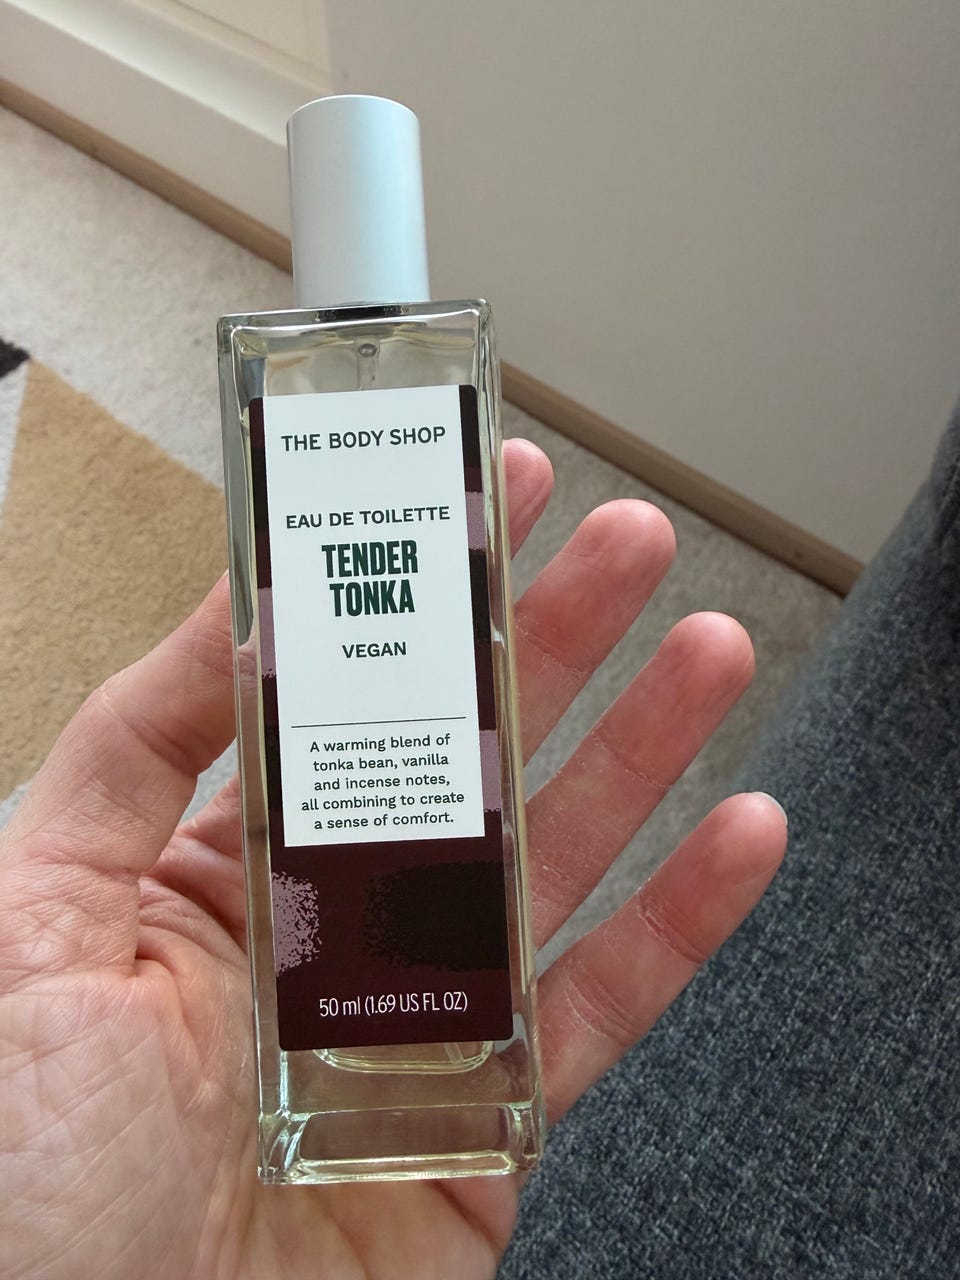 THE BODY SHOP
EAU DE TOILETTE
TENDER
TONKA
VEGAN
A warming blend of
tonka bean, vanilla
and incense notes,
all combining to create
a sense of comfort.
50 ml (1.69 US FL OZ)